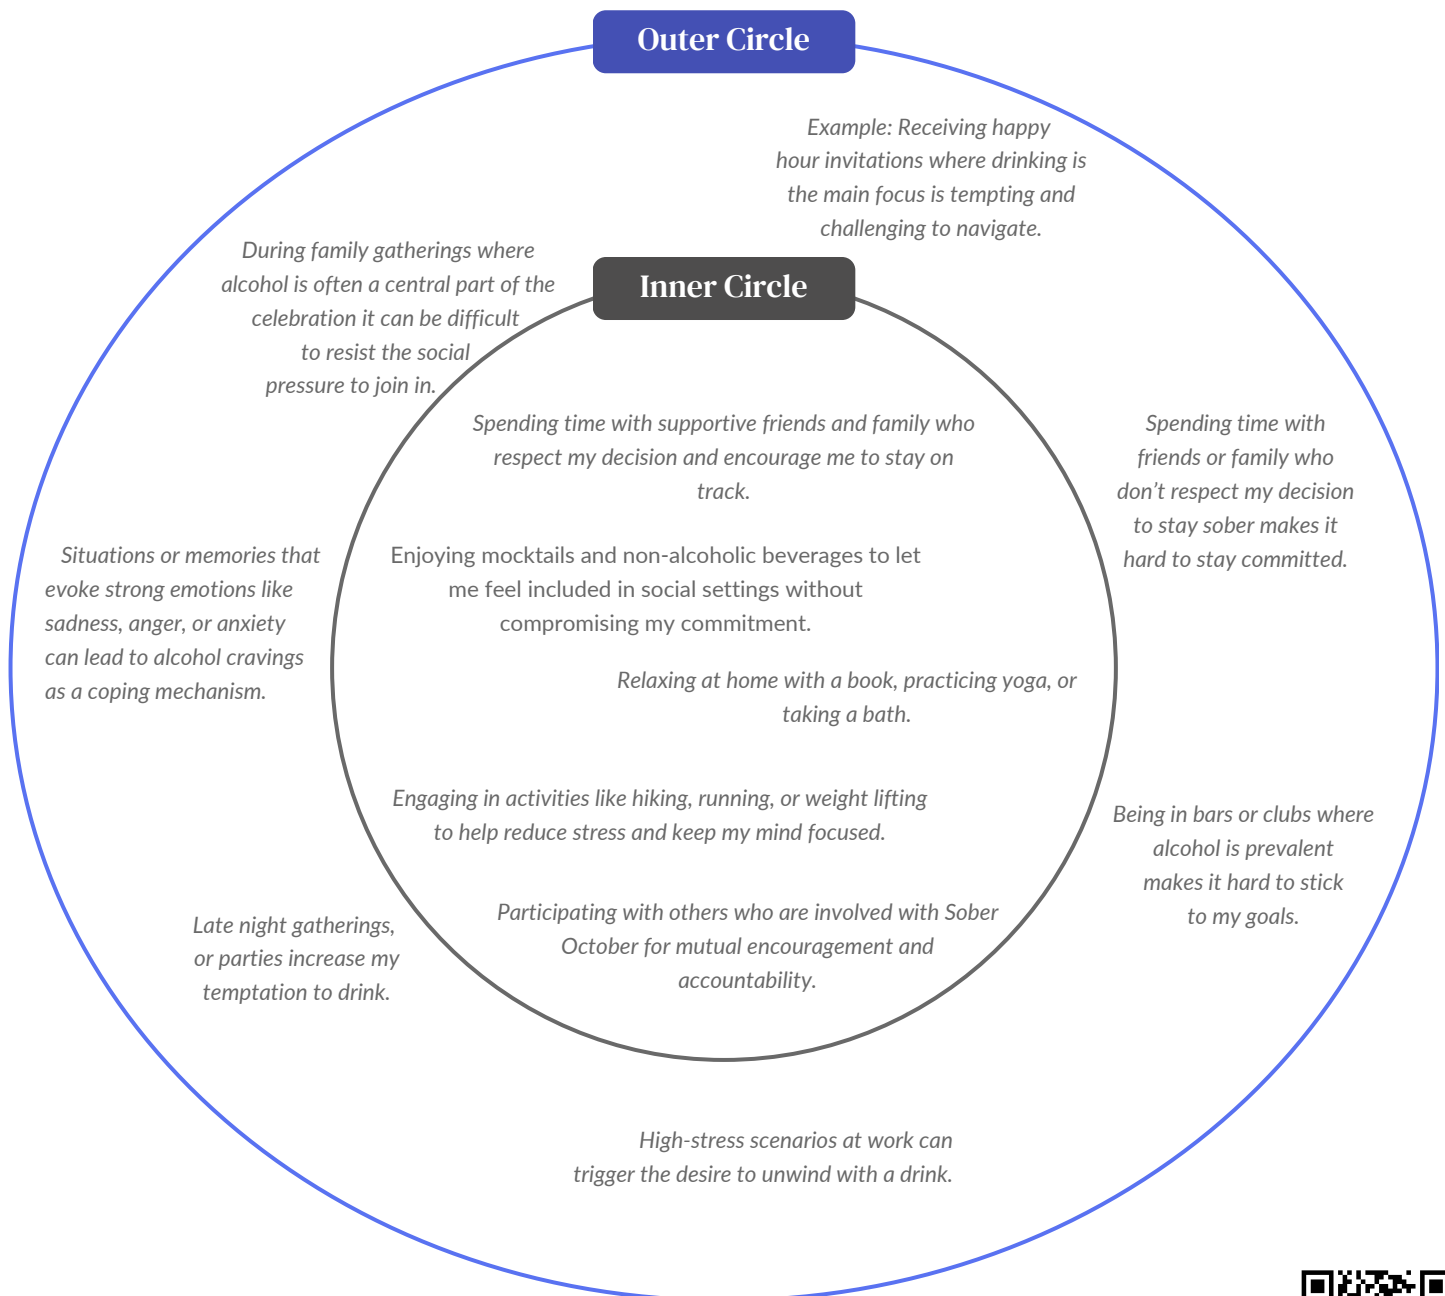 Outer Circle
Example: Receiving happy
hour invitations where drinking is
the main focus is tempting and
challenging to navigate.
During family gatherings where
alcohol is often a central part of the
celebration it can be difficult
to resist the social
pressure to join in.
Inner Circle
Spending time with supportive friends and family who
respect my decision and encourage me to stay on
track.
Spending time with
friends or family who
don't respect my decision
to stay sober makes it
hard to stay committed.
Situations or memories that
evoke strong emotions like
sadness, anger, or anxiety
can lead to alcohol cravings
as a coping mechanism.
Enjoying mocktails and non-alcoholic beverages to let
me feel included in social settings without
compromising my commitment.
Relaxing at home with a book, practicing yoga, or
taking a bath.
Engaging in activities like hiking, running, or weight lifting
to help reduce stress and keep my mind focused.
Being in bars or clubs where
alcohol is prevalent
makes it hard to stick
to my goals.
Late night gatherings,
or parties increase my
temptation to drink.
Participating with others who are involved with Sober
October for mutual encouragement and
accountability.
High-stress scenarios at work can
trigger the desire to unwind with a drink.